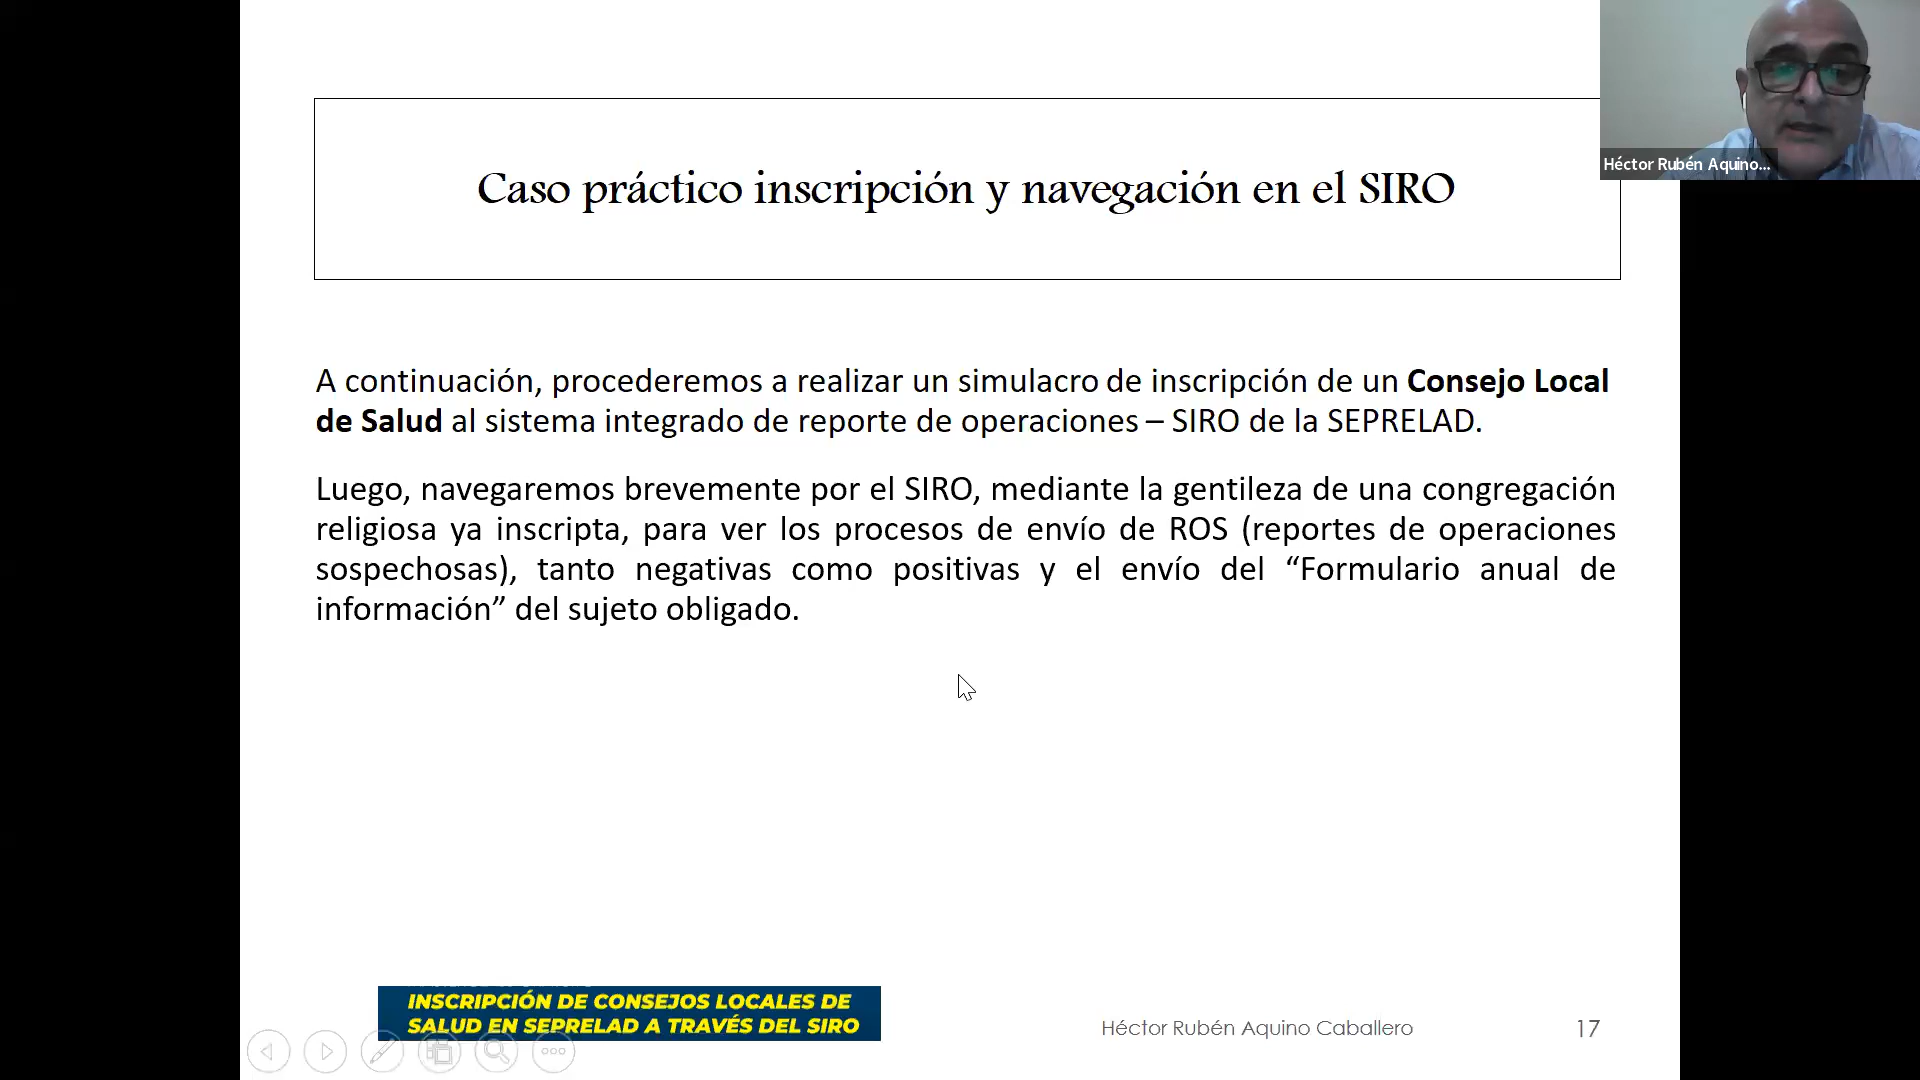 Héctor Rubén Aquino...
Caso práctico inscripción y navegación en el SIRO
A continuación, procederemos a realizar un simulacro de inscripción de un Consejo Local
de Salud al sistema integrado de reporte de operaciones – SIRO de la SEPRELAD.
Luego, navegaremos brevemente por el SIRO, mediante la gentileza de una congregación
religiosa ya inscripta, para ver los procesos de envío de ROS (reportes de operaciones
sospechosas), tanto negativas como positivas y el envío del “Formulario anual de
información” del sujeto obligado.
INSCRIPCIÓN DE CONSEJOS LOCALES DE
SALUD EN SEPRELAD A TRAVÉS DEL SIRO
Héctor Rubén Aquino Caballero
17